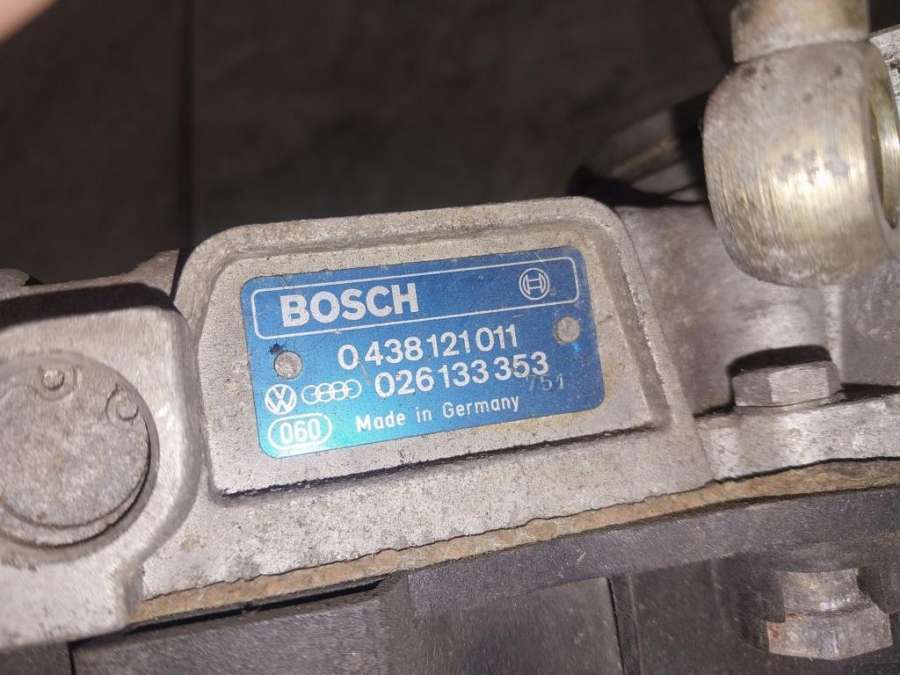 BOSCH
0 438 121 011
026 133 353
751
060 Made in Germany